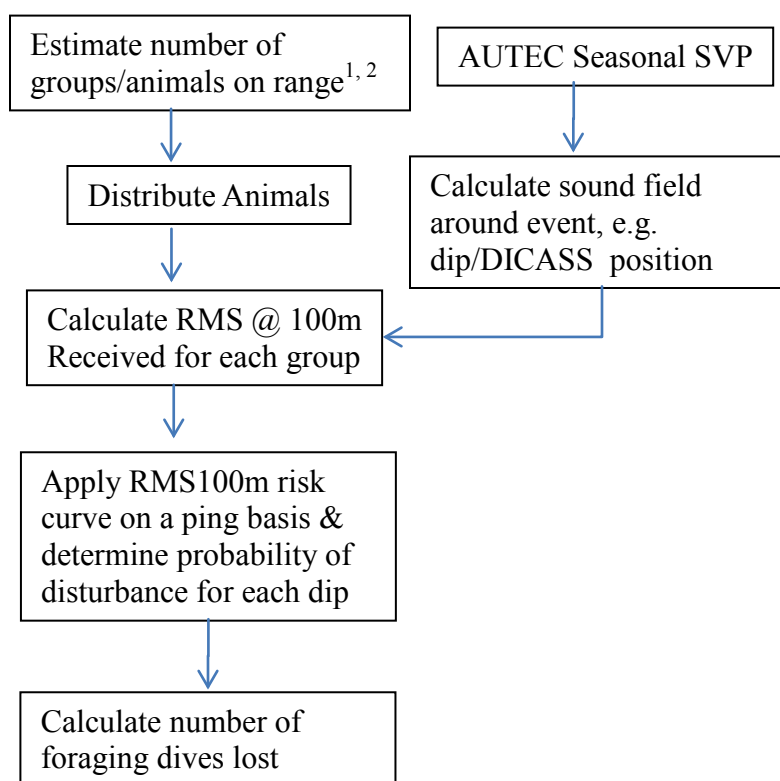 Estimate number of
groups/animals on range1, 2
AUTEC Seasonal SVP
Distribute Animals
Calculate sound field
around event, e.g.
dip/DICASS position
Calculate RMS @ 100m
Received for each group
Apply RMS100m risk
curve on a ping basis &
determine probability of
disturbance for each dip
Calculate number of
foraging dives lost